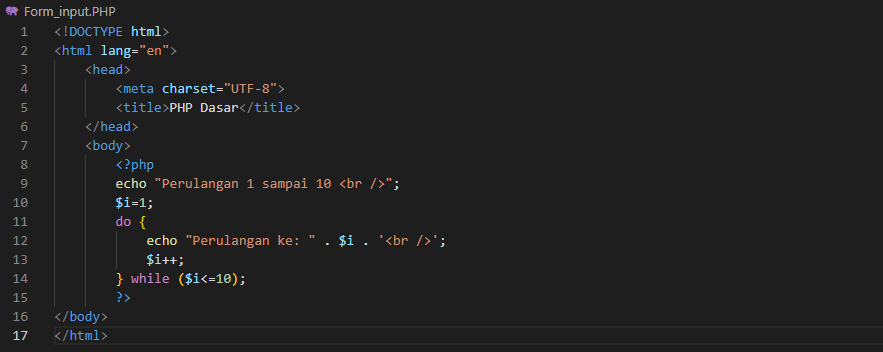 Form_input.PHP
1 <!DOCTYPE html>
2 <html lang="en">
3 <head>
4 <meta charset="UTF-8">
5 <title>PHP Dasar</title>
6 </head>
7 <body>
8 <?php
9 echo "Perulangan 1 sampai 10 <br />";
10 $i=1;
11 do {
12 echo "Perulangan ke: " . $i . '<br />';
13 $i++;
14 } while ($i<=10);
15 ?>
16 </body>
17 </html>